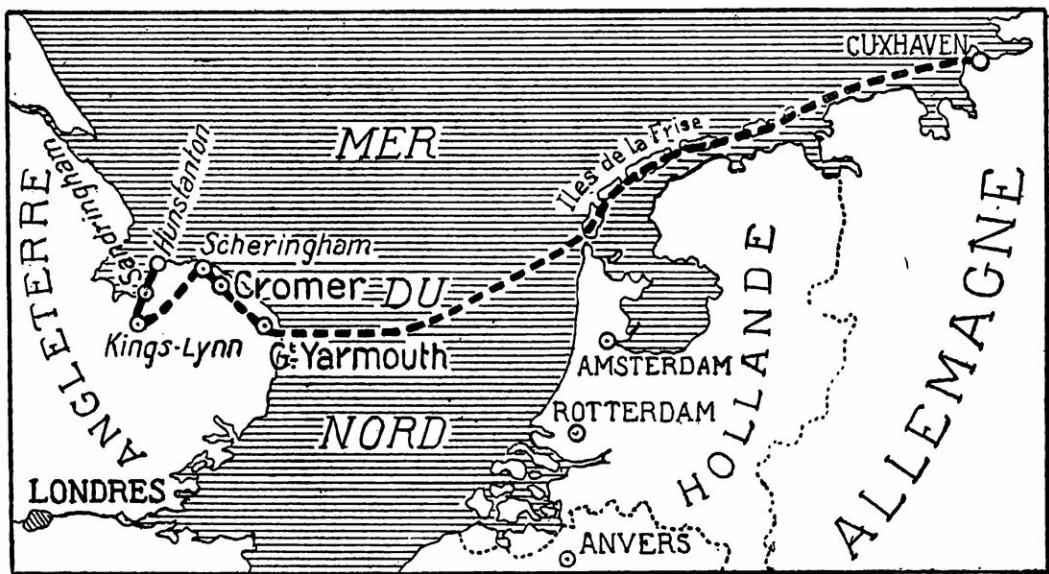 CUXHAVEN
MER
Iles de la Frise
Sandringham
Hunstanton
Scheringham
Cromer
DU
Kings-Lynn
Gt Yarmouth
ANGLETERRE
AMSTERDAM
ROTTERDAM
HOLLANDE
ALLEMAGNE
NORD
LONDRES
ANVERS